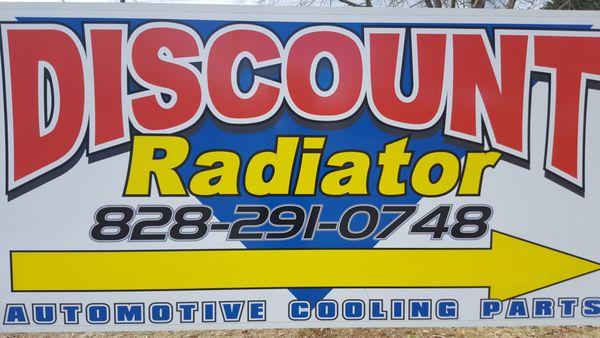 DISCOUNT
Radiator
828-291-0748
AUTOMOTIVE COOLING PARTS